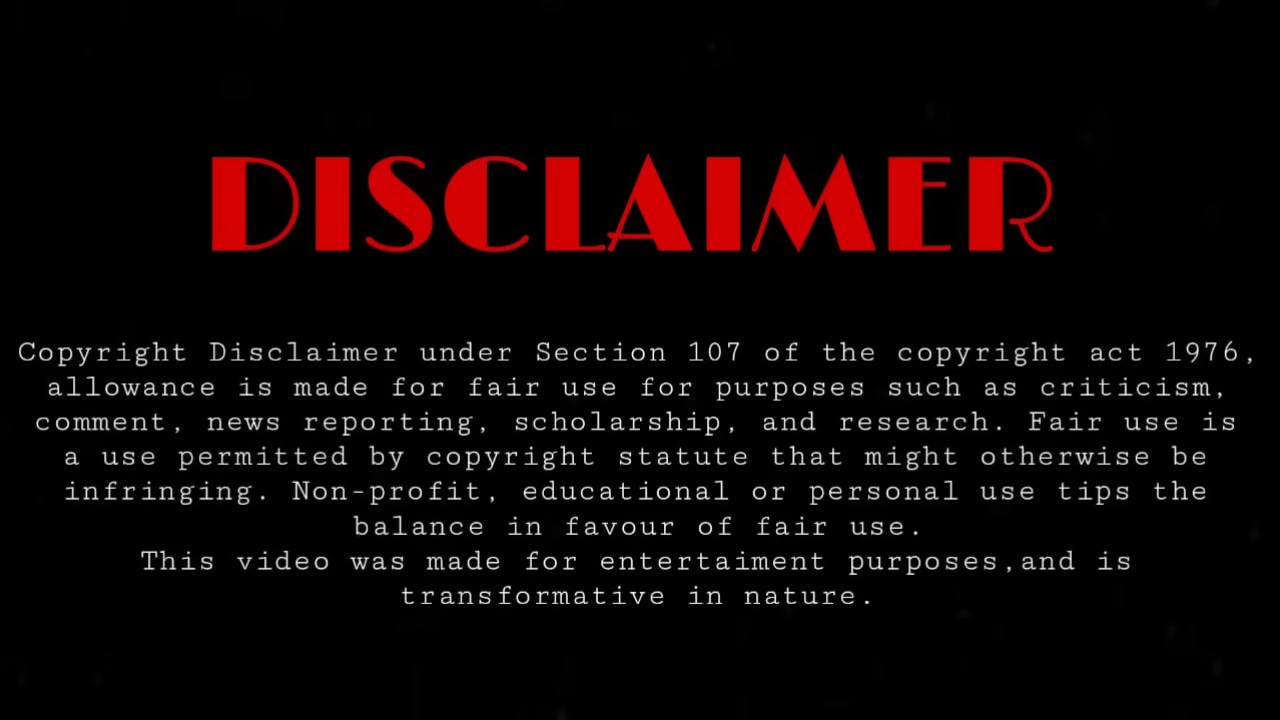 DISCLAIMER
Copyright Disclaimer under Section 107 of the copyright act 1976,
allowance is made for fair use for purposes such as criticism,
comment, news reporting, scholarship, and research. Fair use is
a use permitted by copyright statute that might otherwise be
infringing. Non-profit, educational or personal use tips the
balance in favour of fair use.
This video was made for entertaiment purposes,and is
transformative in nature.